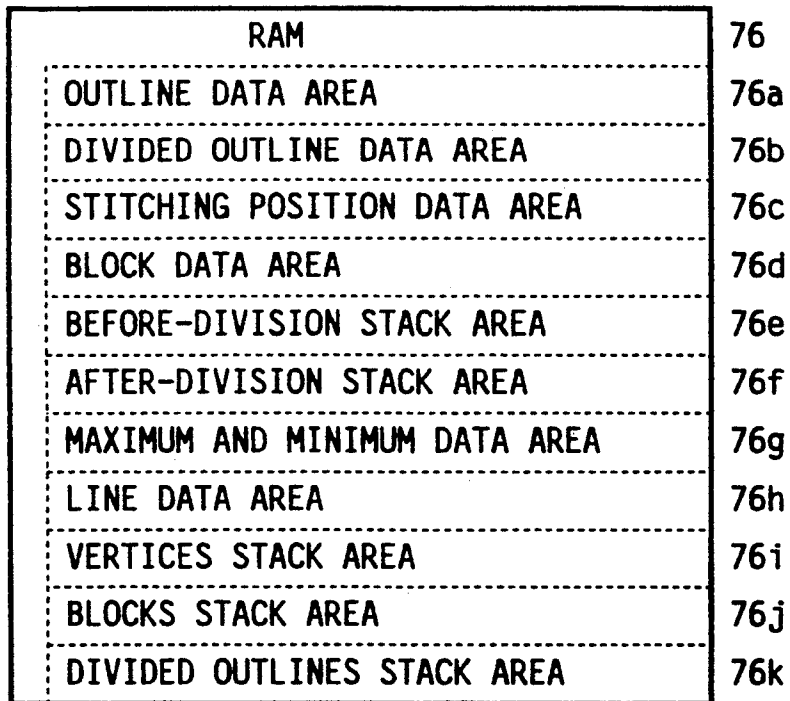 RAM 76
OUTLINE DATA AREA 76a
DIVIDED OUTLINE DATA AREA 76b
STITCHING POSITION DATA AREA 76c
BLOCK DATA AREA 76d
BEFORE-DIVISION STACK AREA 76e
AFTER-DIVISION STACK AREA 76f
MAXIMUM AND MINIMUM DATA AREA 76g
LINE DATA AREA 76h
VERTICES STACK AREA 76i
BLOCKS STACK AREA 76j
DIVIDED OUTLINES STACK AREA 76k